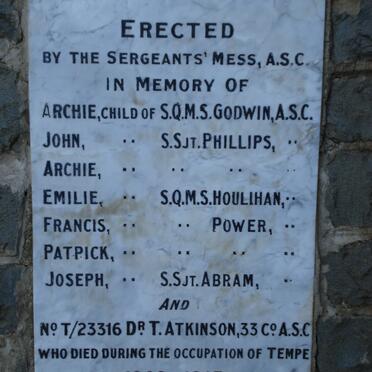 ERECTED
BY THE SERGEANTS' MESS, A.S.C.
IN MEMORY OF
ARCHIE, CHILD OF S.Q.M.S. GODWIN, A.S.C.
JOHN, ,, S.SJT. PHILLIPS, ,,
ARCHIE, ,, ,, ,, ,,
EMILIE, ,, S.Q.M.S. HOULIHAN, ,,
FRANCIS, ,, ,, POWER, ,,
PATPICK, ,, ,, ,, ,,
JOSEPH, ,, S.SJT. ABRAM, ,,
AND
NO T/23316 DR T. ATKINSON, 33 CO A.S.C
WHO DIED DURING THE OCCUPATION OF TEMPE